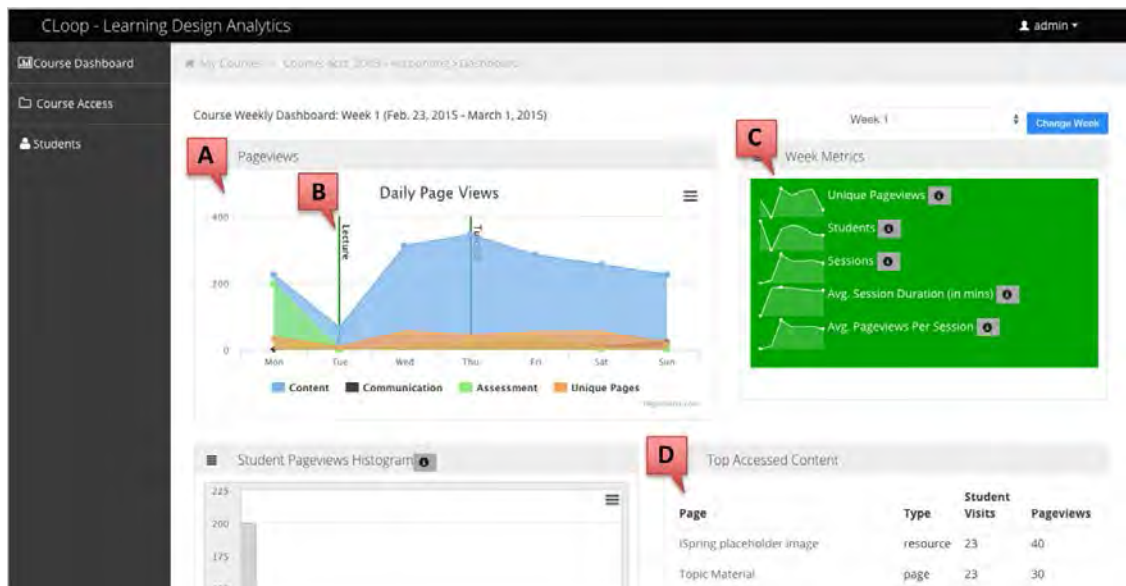 CLoop - Learning Design Analytics
admin
Course Dashboard
My Courses
Dashboard
Course Access
Students
Course Weekly Dashboard: Week 1 (Feb. 23, 2015 - March 1, 2015)
Week 1
Change Week
A
Pageviews
B
Daily Page Views
400
200
0
Lecture
Mon
Tue
Wed
Thu
Fri
Sat
Sun
Content
Communication
Assessment
Unique Pages
C
Week Metrics
Unique Pageviews
Students
Sessions
Avg. Session Duration (in mins)
Avg. Pageviews Per Session
Student Pageviews Histogram
225
200
175
D
Top Accessed Content
Page Type Student Visits Pageviews
iSpring placeholder image resource 23 40
Topic Material page 23 30